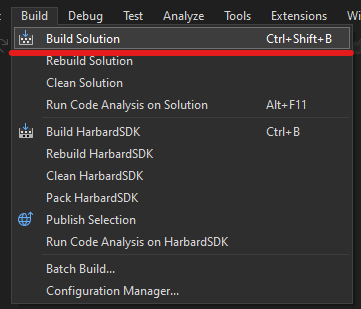 Build Debug Test Analyze Tools Extensions Wi
Build Solution Ctrl+Shift+B
Rebuild Solution
Clean Solution
Run Code Analysis on Solution Alt+F11
Build HarbardSDK Ctrl+B
Rebuild HarbardSDK
Clean HarbardSDK
Pack HarbardSDK
Publish Selection
Run Code Analysis on HarbardSDK
Batch Build...
Configuration Manager...